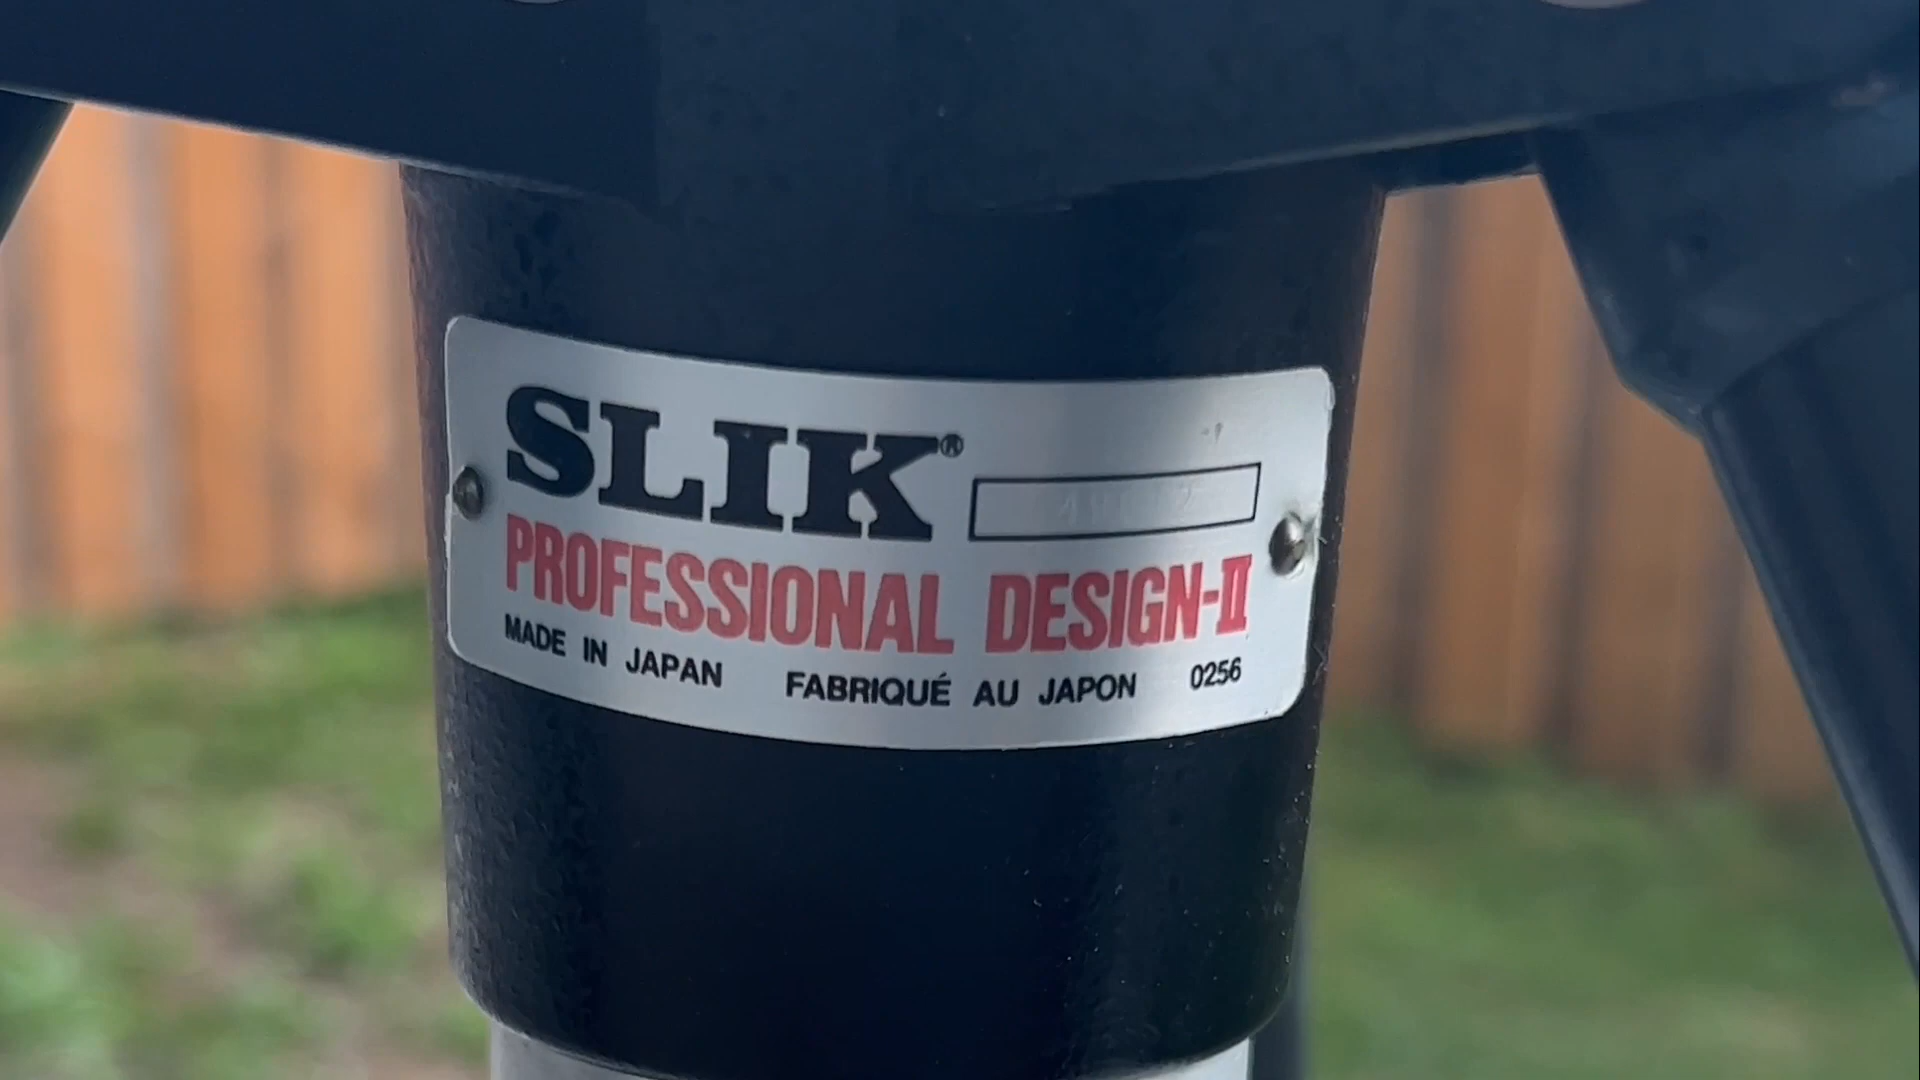 SLIK®
PROFESSIONAL DESIGN-II
MADE IN JAPAN FABRIQUÉ AU JAPON 0256